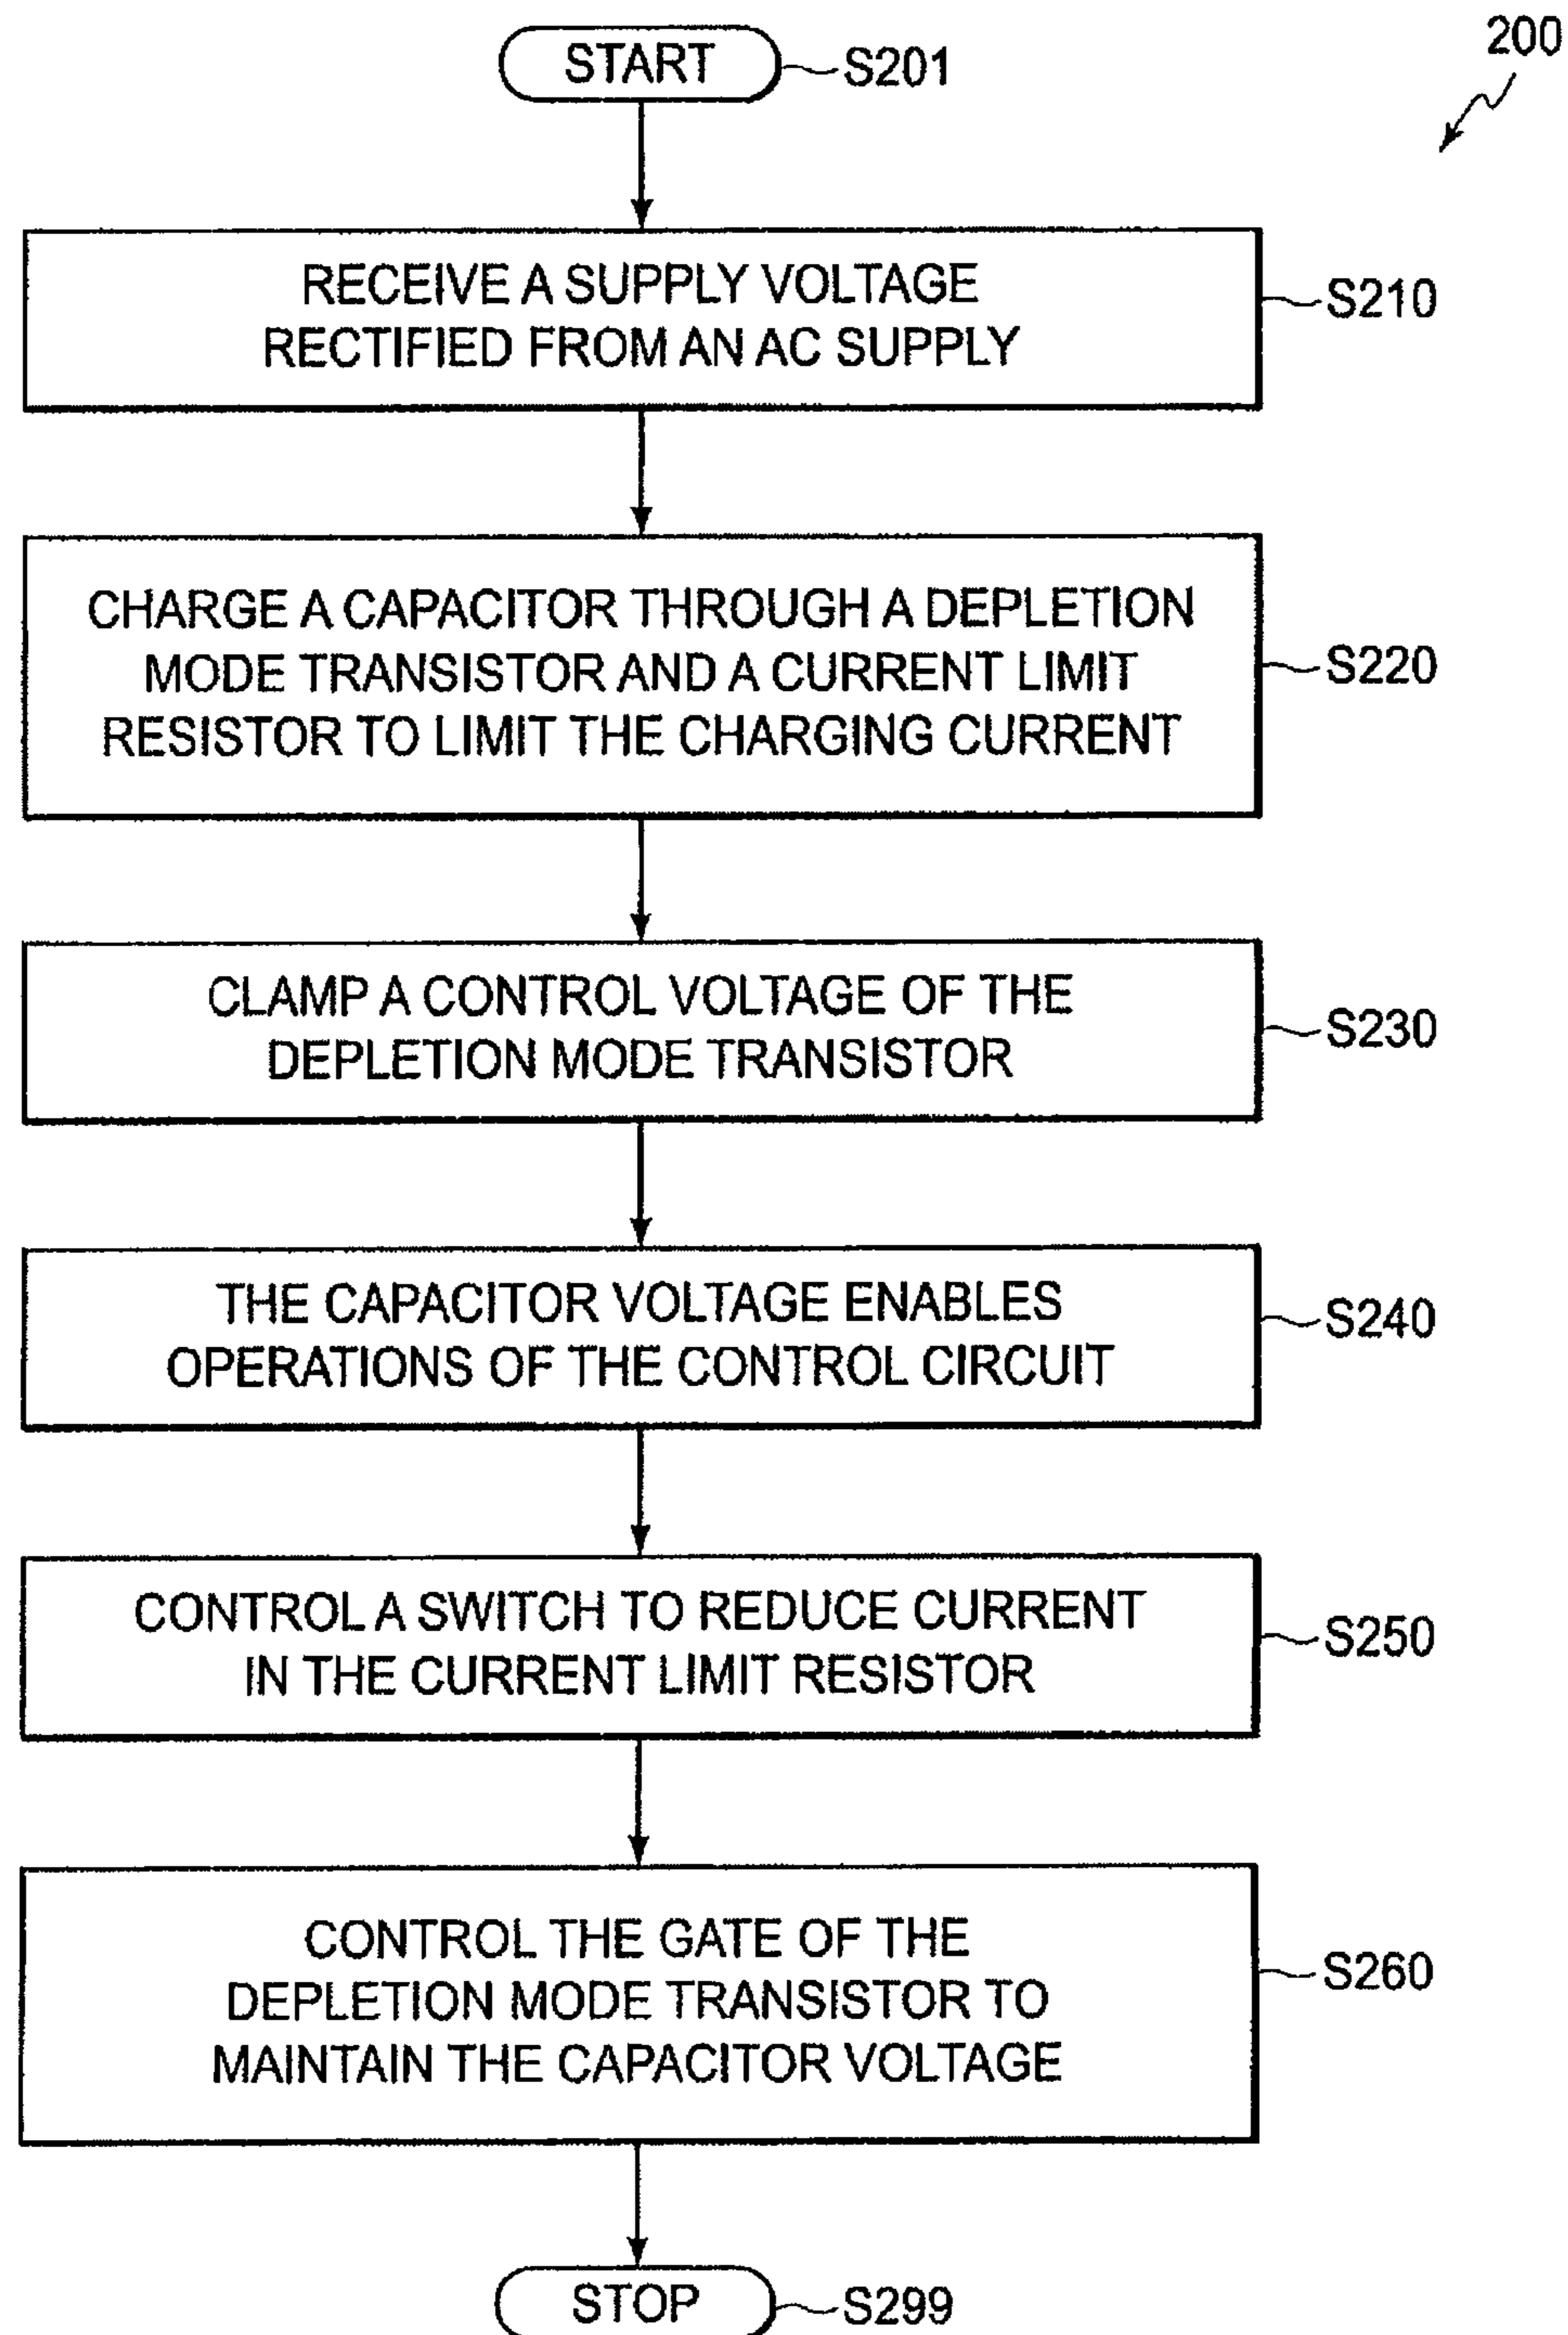 200
START
S201
RECEIVE A SUPPLY VOLTAGE
RECTIFIED FROM AN AC SUPPLY
S210
CHARGE A CAPACITOR THROUGH A DEPLETION
MODE TRANSISTOR AND A CURRENT LIMIT
RESISTOR TO LIMIT THE CHARGING CURRENT
S220
CLAMP A CONTROL VOLTAGE OF THE
DEPLETION MODE TRANSISTOR
S230
THE CAPACITOR VOLTAGE ENABLES
OPERATIONS OF THE CONTROL CIRCUIT
S240
CONTROL A SWITCH TO REDUCE CURRENT
IN THE CURRENT LIMIT RESISTOR
S250
CONTROL THE GATE OF THE
DEPLETION MODE TRANSISTOR TO
MAINTAIN THE CAPACITOR VOLTAGE
S260
STOP
S299